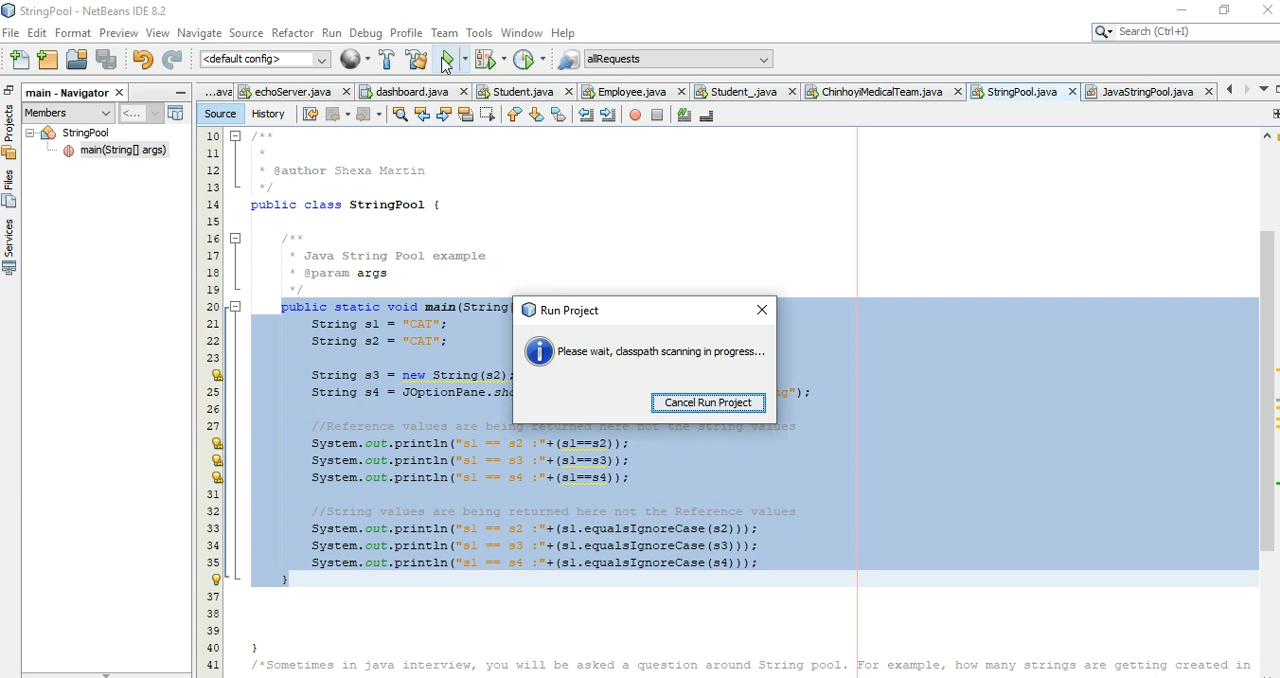 StringPool - NetBeans IDE 8.2
File Edit Format Preview View Navigate Source Refactor Run Debug Profile Team Tools Window Help
Search (Ctrl+I)
<default config>
allRequests
main - Navigator
...ava echoServer.java dashboard.java Student.java Employee.java Student_.java ChinhoyiMedicalTeam.java StringPool.java JavaStringPool.java
Members <...
Source History
Projects
Files
Services
StringPool
main(String[] args)
10 /**
11 *
12 * @author Shexa Martin
13 */
14 public class StringPool {
15
16 /**
17 * Java String Pool example
18 * @param args
19 */
20 public static void main(String
21 String s1 = "CAT";
22 String s2 = "CAT";
23
String s3 = new String(s2);
25 String s4 = JOptionPane. g");
26
27 //Reference values are being returned here not the string values
System.out.println("s1 == s2 :"+(s1==s2));
System.out.println("s1 == s3 :"+(s1==s3));
System.out.println("s1 == s4 :"+(s1==s4));
31
32 //String values are being returned here not the Reference values
33 System.out.println("s1 == s2 :"+(s1.equalsIgnoreCase(s2)));
34 System.out.println("s1 == s3 :"+(s1.equalsIgnoreCase(s3)));
35 System.out.println("s1 == s4 :"+(s1.equalsIgnoreCase(s4)));
}
37
38
39
40 }
41 /*Sometimes in java interview, you will be asked a question around String pool. For example, how many strings are getting created in
Run Project
Please wait, classpath scanning in progress...
Cancel Run Project